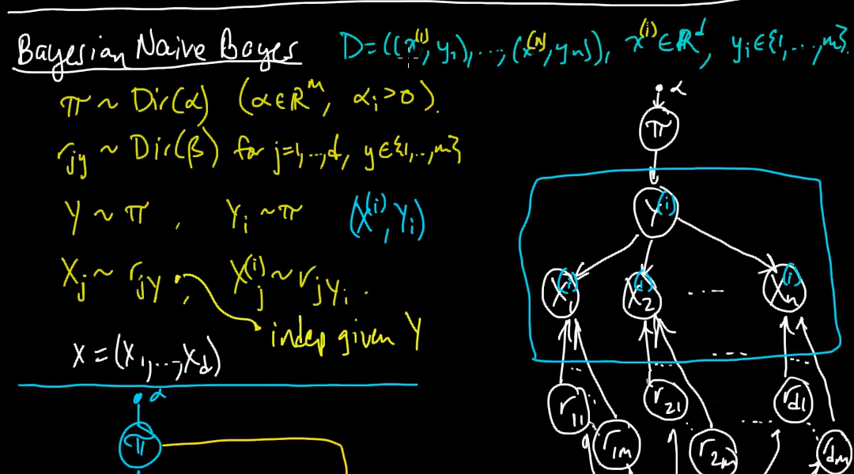 Bayesian Naive Bayes D = ((x^(1), y_1), ..., (x^(n), y_n)), x^(i) ∈ ℝ^d, y_i ∈ {1, ..., m}.
π ~ Dir(α) (α ∈ ℝ^m, α_i > 0).
r_jy ~ Dir(β) for j=1,...,d, y ∈ {1,...,m}
Y ~ π, Y_i ~ π (X^(i), Y_i)
X_j ~ r_jY, X_j^(i) ~ r_jY_i.
indep given Y
X = (X_1, ..., X_d)
α
π
α
π
Y^(i)
X_1^(i) X_2^(i) .... X_n^(i)
....
r_11 ... r_21 ... r_d1
r_1m r_2m .... r_dm